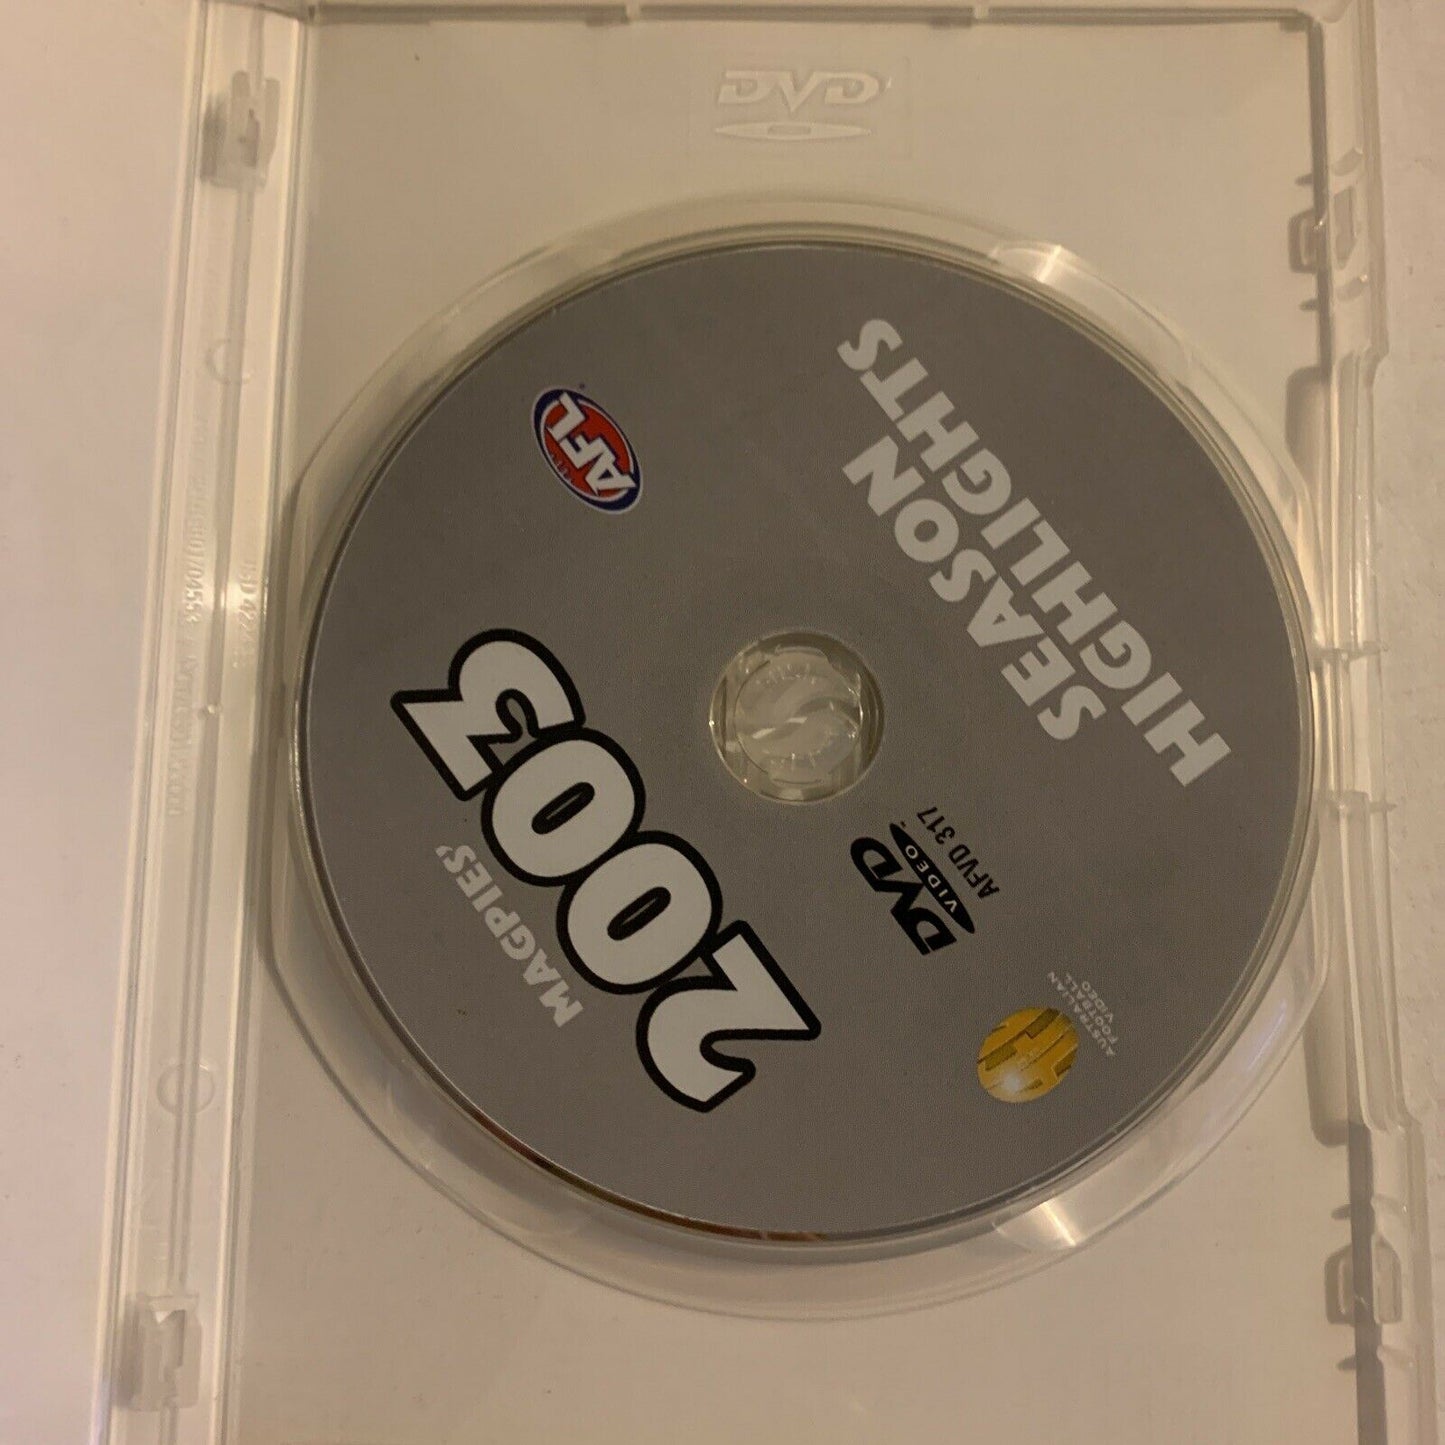 DVD
MAGPIES'
2003
SEASON
HIGHLIGHTS
AFL
DVD
VIDEO
AFVD 317
AUSTRALIAN
FOOTBALL
VIDEO